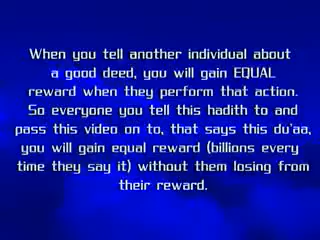 When you tell another individual about
a good deed, you will gain EQUAL
reward when they perform that action.
So everyone you tell this hadith to and
pass this video on to, that says this du'aa,
you will gain equal reward (billions every
time they say it) without them losing from
their reward.